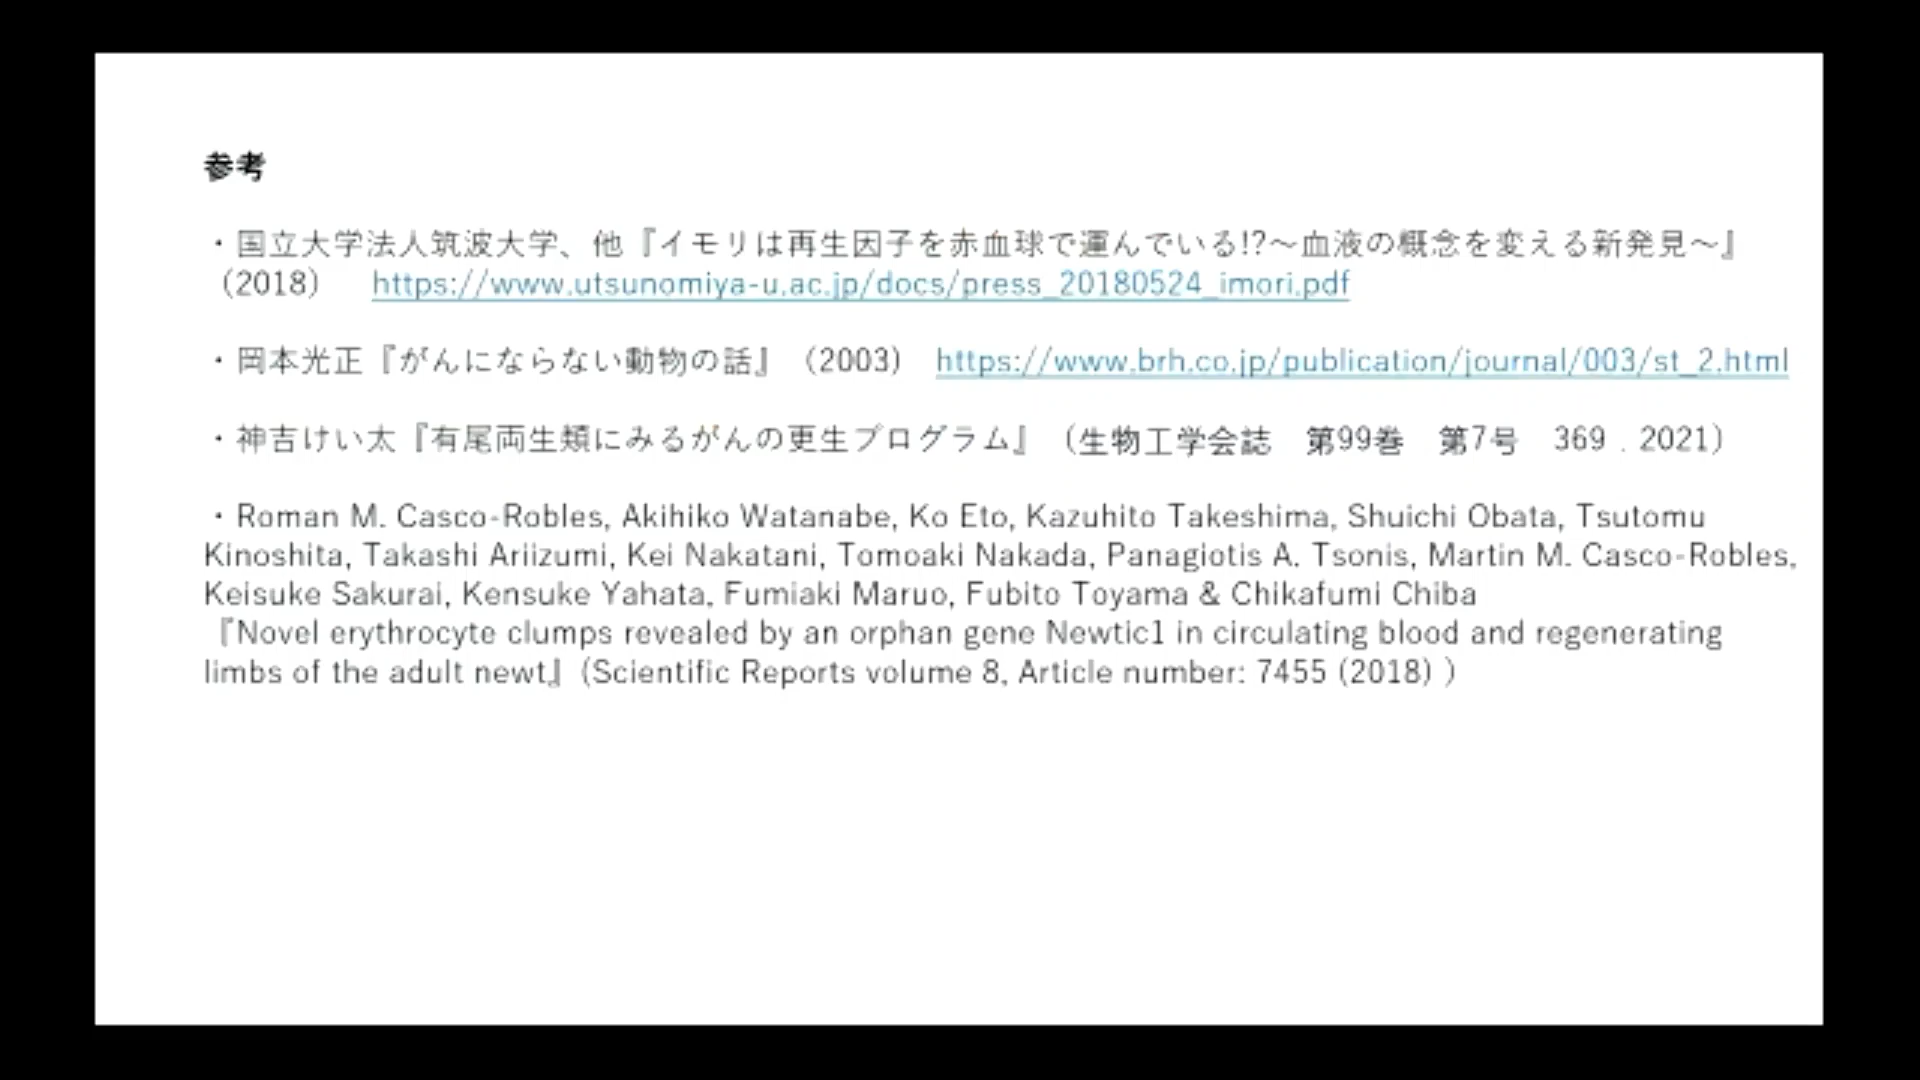 参考
・国立大学法人筑波大学、他『イモリは再生因子を赤血球で運んでいる!?～血液の概念を変える新発見～』
（2018） https://www.utsunomiya-u.ac.jp/docs/press_20180524_imori.pdf
・岡本光正『がんにならない動物の話』（2003） https://www.brh.co.jp/publication/journal/003/st_2.html
・神吉けい太『有尾両生類にみるがんの更生プログラム』（生物工学会誌　第99巻　第7号　369．2021）
・Roman M. Casco-Robles, Akihiko Watanabe, Ko Eto, Kazuhito Takeshima, Shuichi Obata, Tsutomu
Kinoshita, Takashi Ariizumi, Kei Nakatani, Tomoaki Nakada, Panagiotis A. Tsonis, Martin M. Casco-Robles,
Keisuke Sakurai, Kensuke Yahata, Fumiaki Maruo, Fubito Toyama & Chikafumi Chiba
『Novel erythrocyte clumps revealed by an orphan gene Newtic1 in circulating blood and regenerating
limbs of the adult newt』（Scientific Reports volume 8, Article number: 7455 (2018) ）